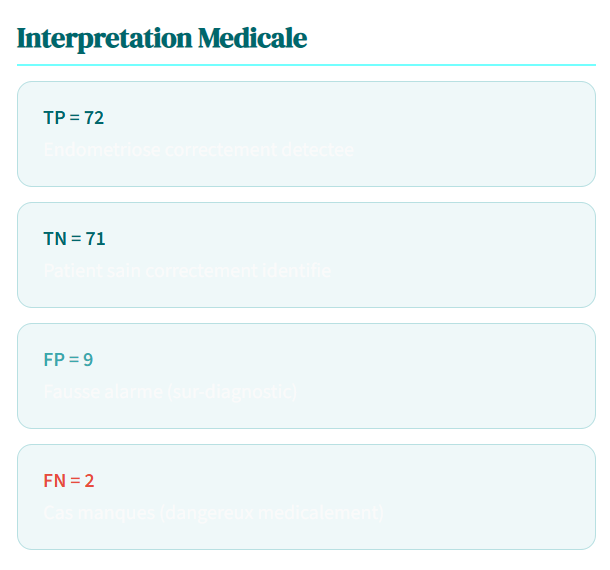 Interpretation Medicale
TP = 72
Endometriose correctement detectee
TN = 71
Patient sain correctement identifie
FP = 9
Fausse alarme (sur-diagnostic)
FN = 2
Cas manques (dangereux medicalement)